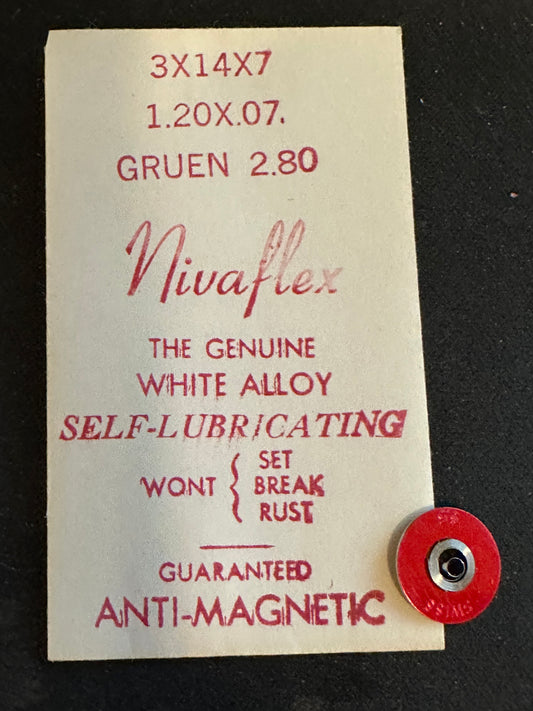 3X14X7
1.20X.07.
GRUEN 2.80
Nivaflex
THE GENUINE
WHITE ALLOY
SELF-LUBRICATING
WONT { SET
BREAK
RUST
GUARANTEED
ANTI-MAGNETIC
SWISS